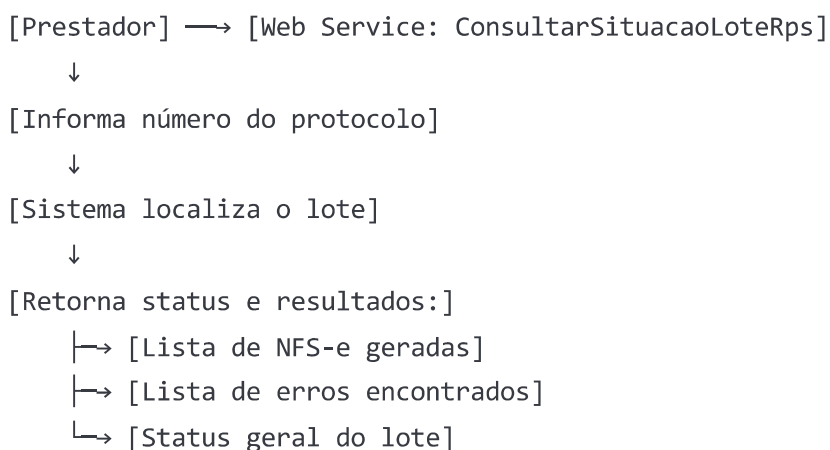 [Prestador] ──→ [Web Service: ConsultarSituacaoLoteRps]
↓
[Informa número do protocolo]
↓
[Sistema localiza o lote]
↓
[Retorna status e resultados:]
├─→ [Lista de NFS-e geradas]
├─→ [Lista de erros encontrados]
└─→ [Status geral do lote]